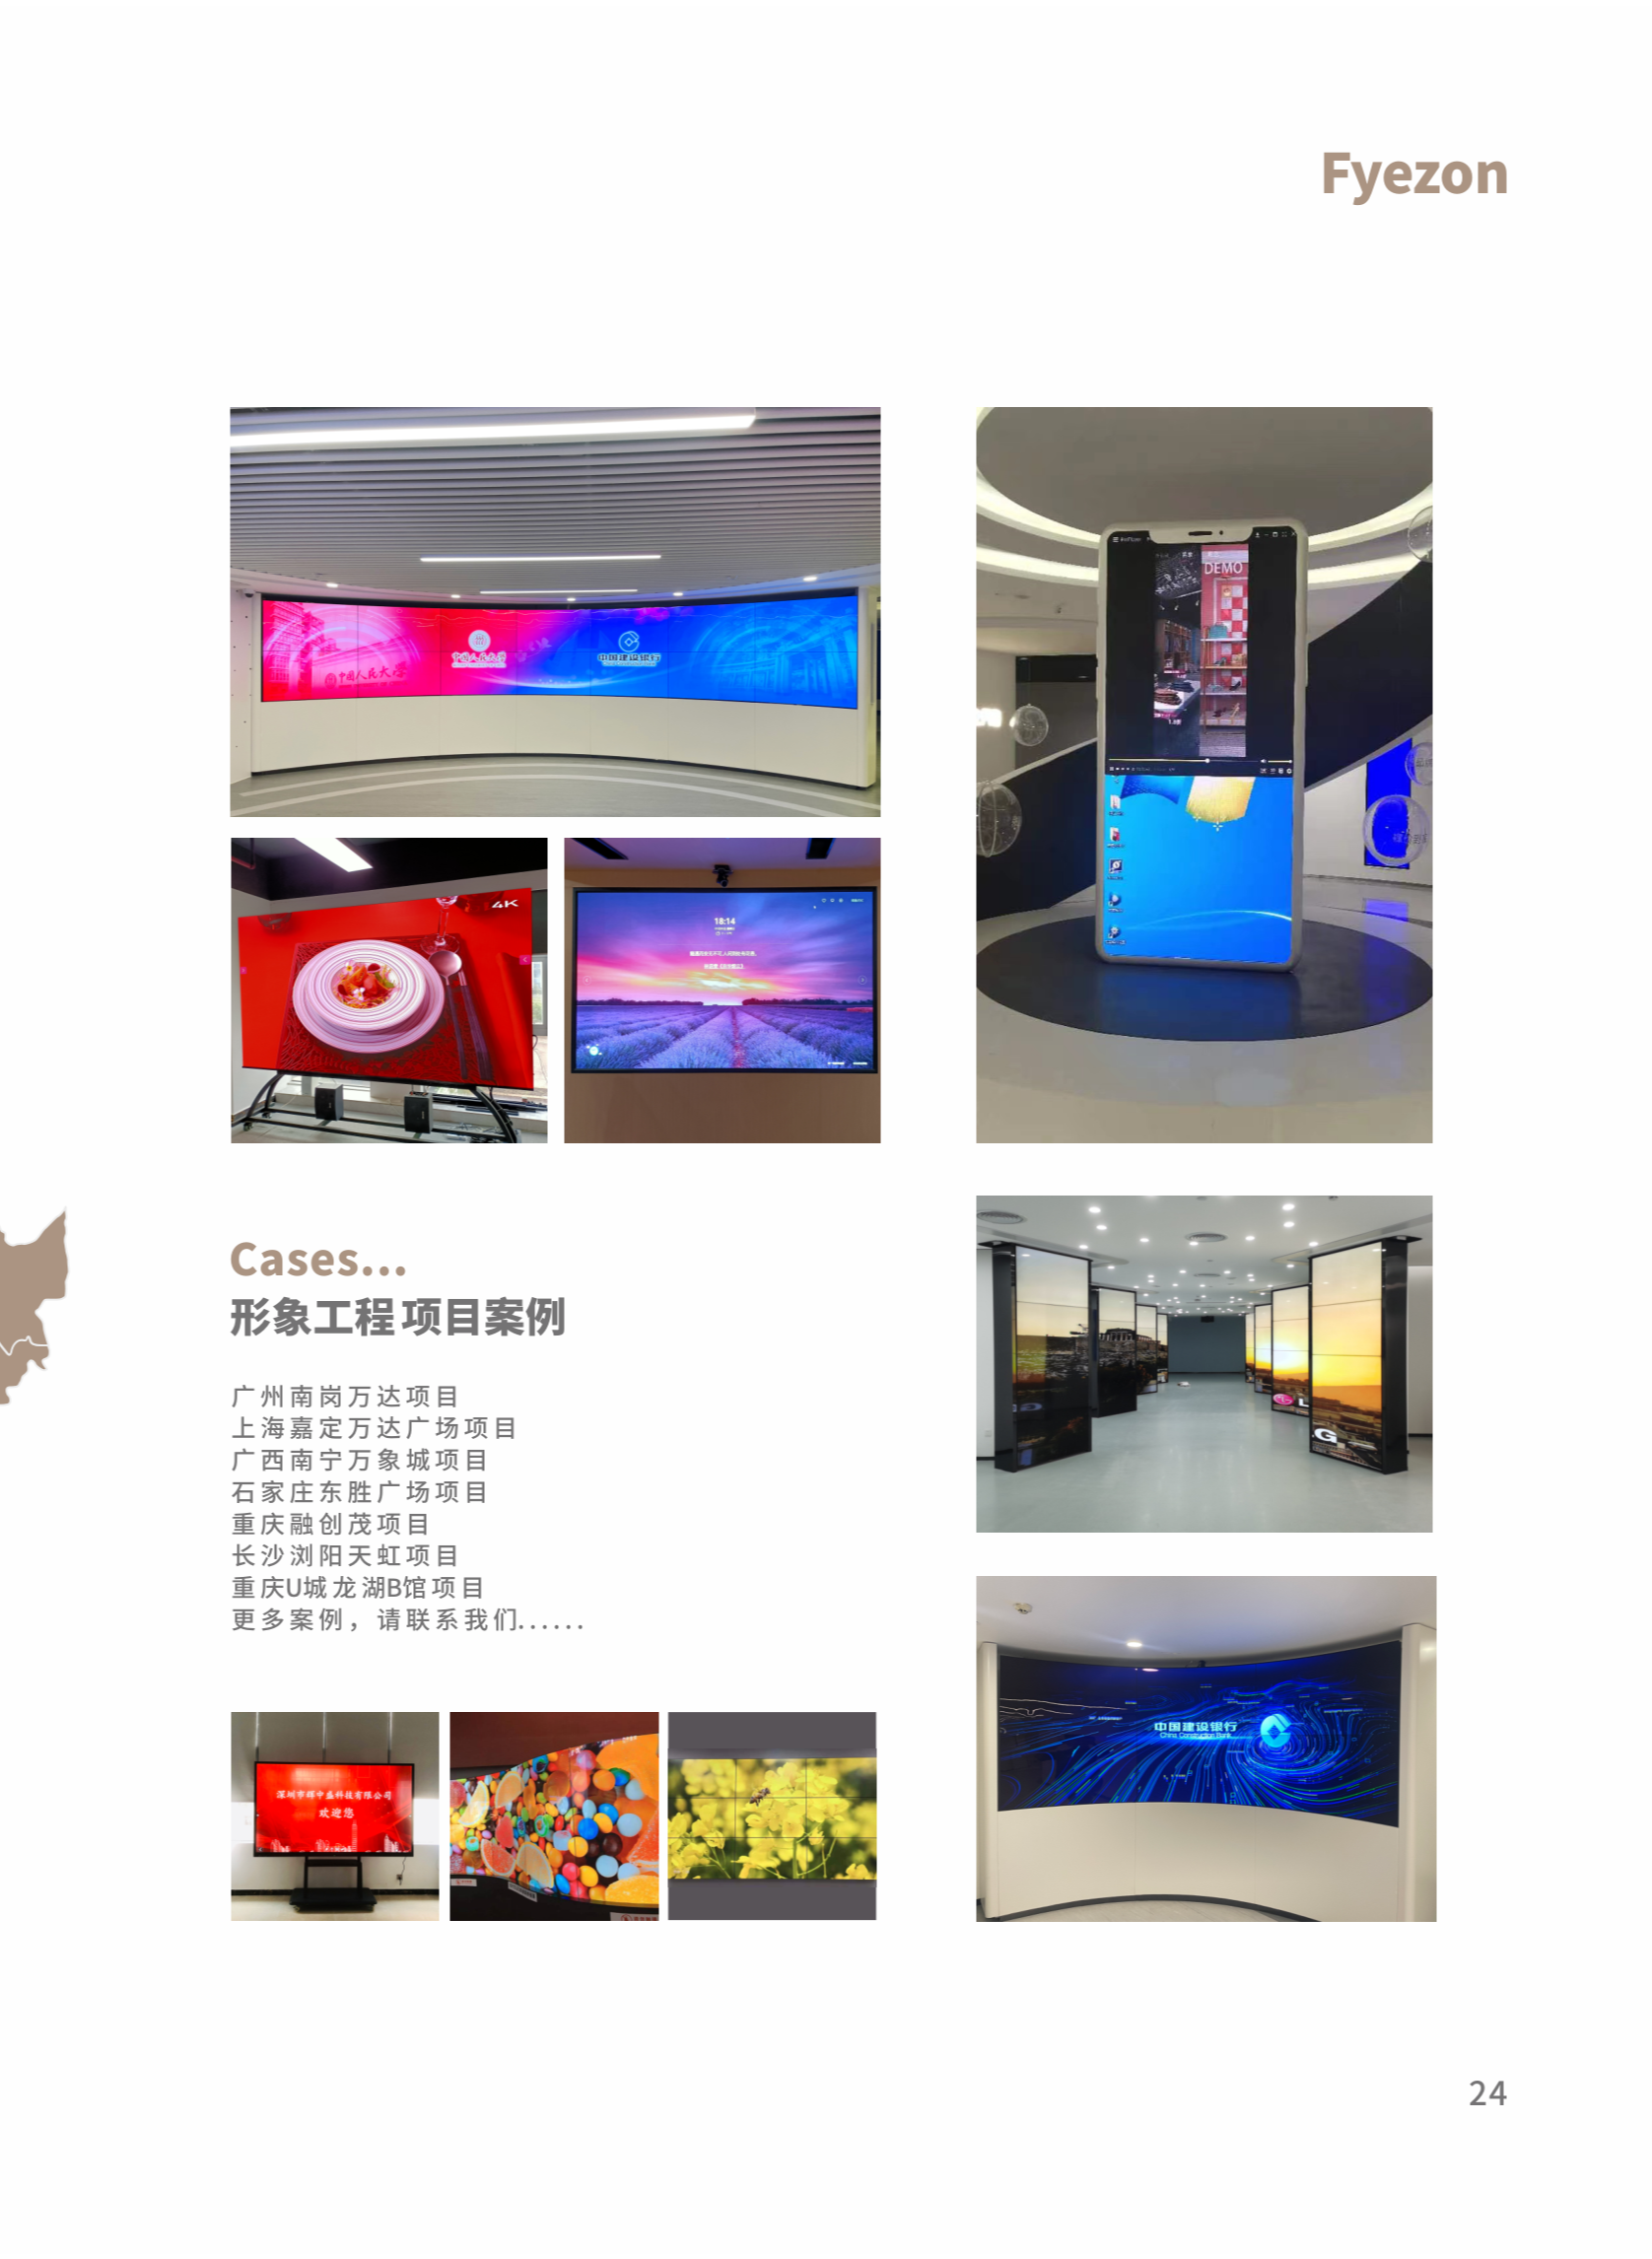 Fyezon
中国人民大学
中国人民大学
中国建设银行
DEMO
4K
18:14
Cases...
形象工程项目案例
广州南岗万达项目
上海嘉定万达广场项目
广西南宁万象城项目
石家庄东胜广场项目
重庆融创茂项目
长沙浏阳天虹项目
重庆U城龙湖B馆项目
更多案例，请联系我们......
G
L
中国建设银行
China Construction Bank
深圳市辉中盛科技有限公司
欢迎您
24